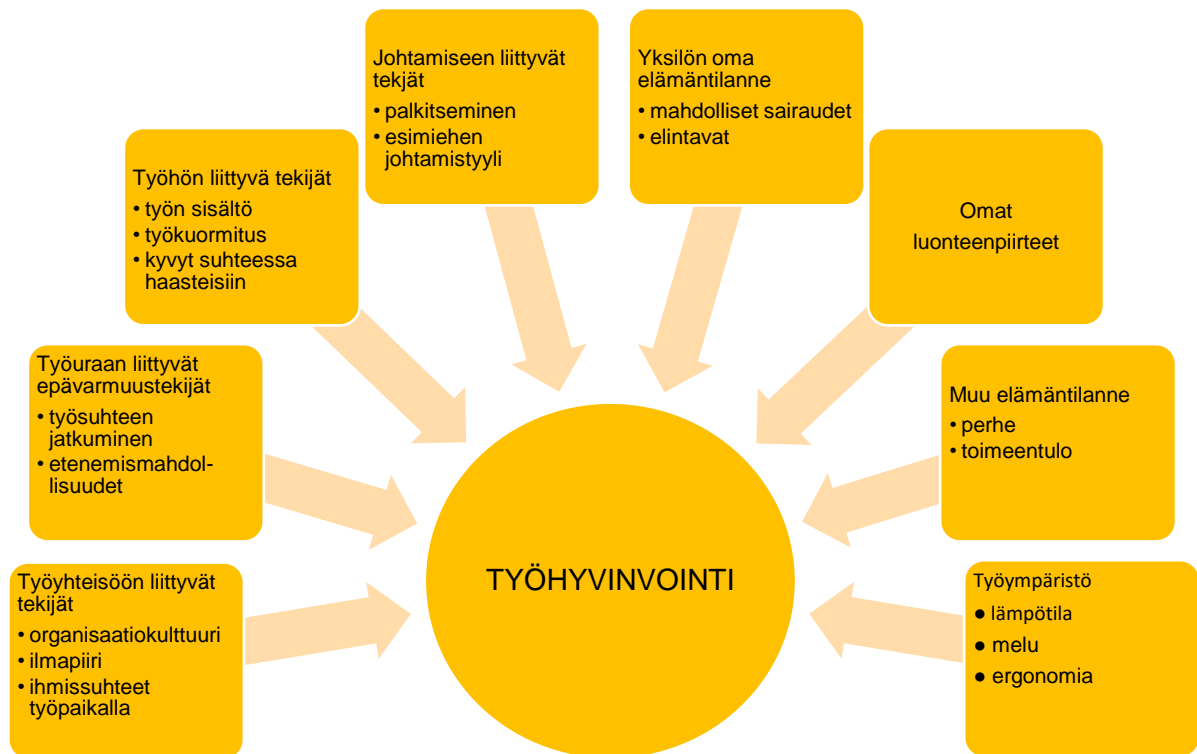 Johtamiseen liittyvät
tekjät
• palkitseminen
• esimiehen
johtamistyyli
Yksilön oma
elämäntilanne
• mahdolliset sairaudet
• elintavat
Työhön liittyvä tekijät
• työn sisältö
• työkuormitus
• kyvyt suhteessa
haasteisiin
Omat
luonteenpiirteet
Työuraan liittyvät
epävarmuustekijät
• työsuhteen
jatkuminen
• etenemismahdol-
lisuudet
Muu elämäntilanne
• perhe
• toimeentulo
Työyhteisöön liittyvät
tekijät
• organisaatiokulttuuri
• ilmapiiri
• ihmissuhteet
työpaikalla
TYÖHYVINVOINTI
Työympäristö
● lämpötila
● melu
● ergonomia